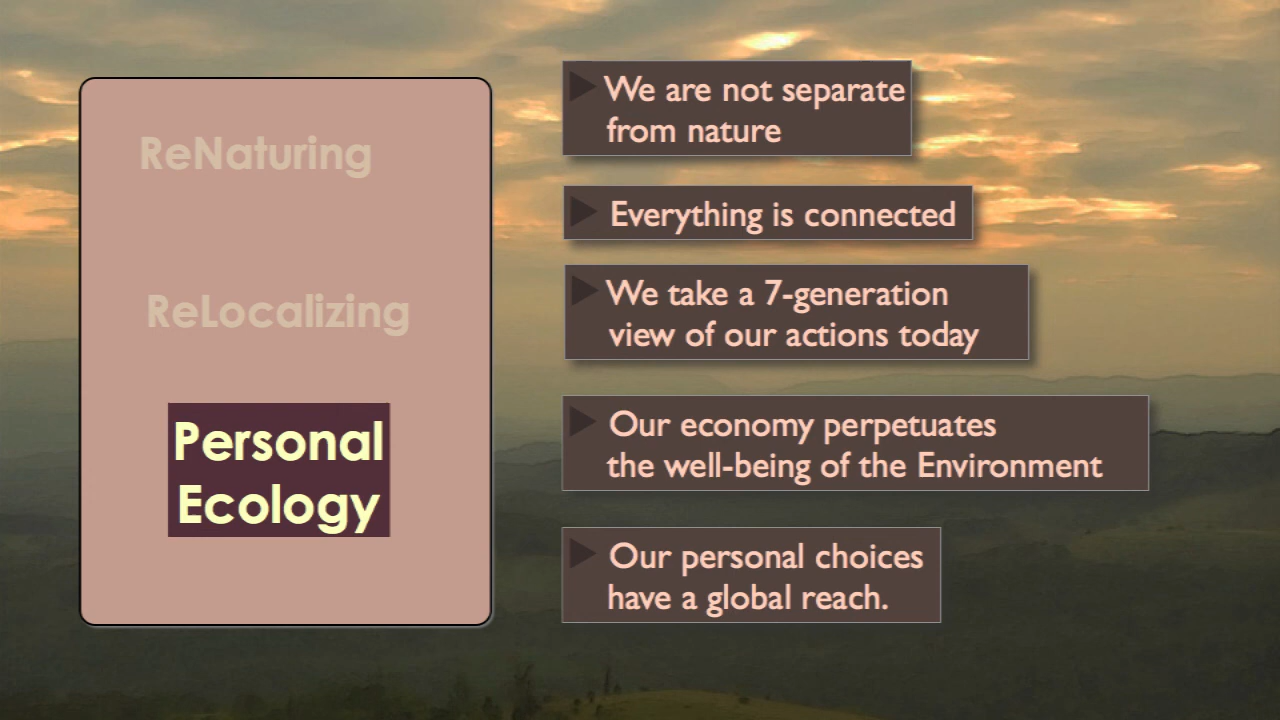 ReNaturing
ReLocalizing
Personal
Ecology
We are not separate
from nature
Everything is connected
We take a 7-generation
view of our actions today
Our economy perpetuates
the well-being of the Environment
Our personal choices
have a global reach.